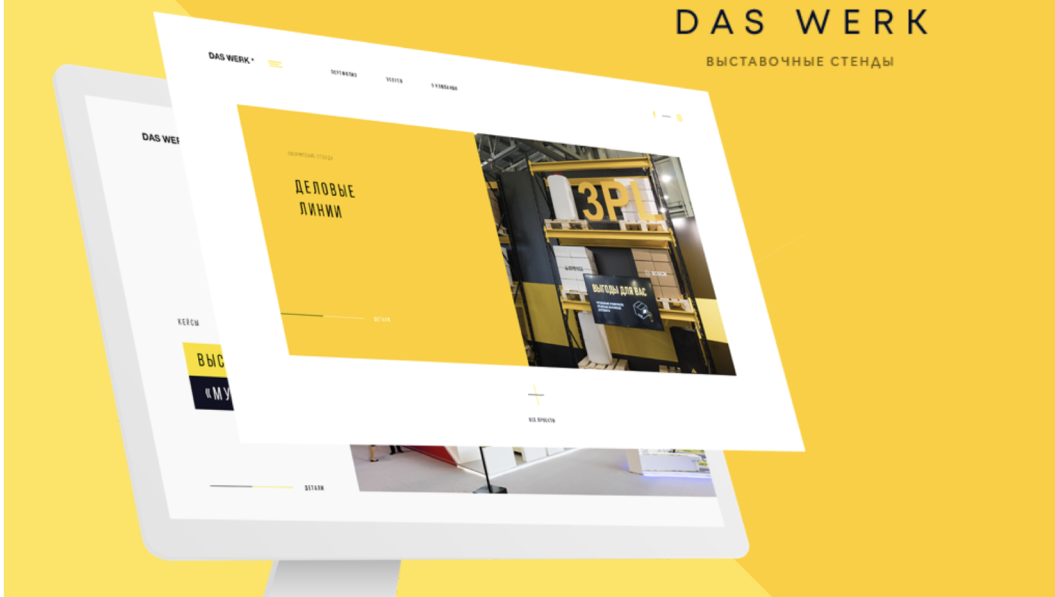 DAS WERK
ВЫСТАВОЧНЫЕ СТЕНДЫ
DAS WERK
ПОРТФОЛИО
УСЛУГИ
О КОМПАНИИ
ДЕЛОВЫЕ
ЛИНИИ
ДЕТАЛИ
3PL
ВЫГОДЫ ДЛЯ ВАС
ВСЕ ПРОЕКТЫ
DAS WER
КЕЙСЫ
ВЫС
«МУ
ДЕТАЛИ